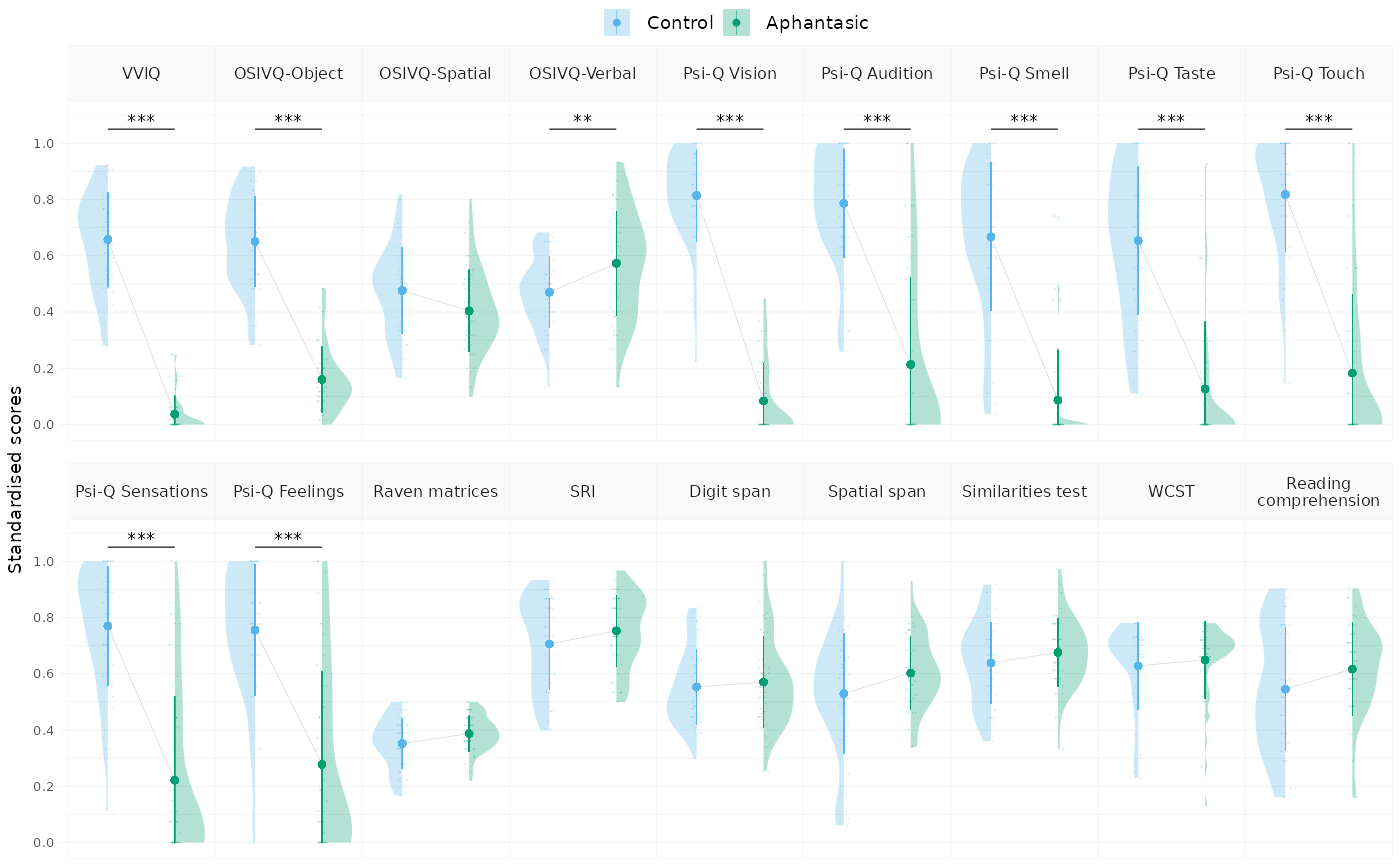 Control Aphantasic
VVIQ OSIVQ-Object OSIVQ-Spatial OSIVQ-Verbal Psi-Q Vision Psi-Q Audition Psi-Q Smell Psi-Q Taste Psi-Q Touch
*** *** ** *** *** *** *** ***
1.0
0.8
0.6
0.4
0.2
0.0
Standardised scores
Psi-Q Sensations Psi-Q Feelings Raven matrices SRI Digit span Spatial span Similarities test WCST Reading
comprehension
*** ***
1.0
0.8
0.6
0.4
0.2
0.0